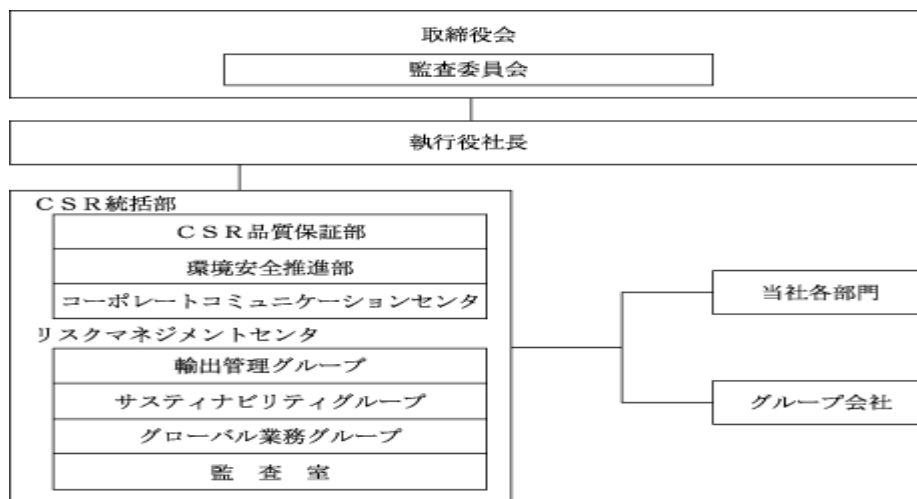 取締役会
監査委員会
執行役社長
ＣＳＲ統括部
ＣＳＲ品質保証部
環境安全推進部
コーポレートコミュニケーションセンタ
リスクマネジメントセンタ
輸出管理グループ
サスティナビリティグループ
グローバル業務グループ
監　査　室
当社各部門
グループ会社